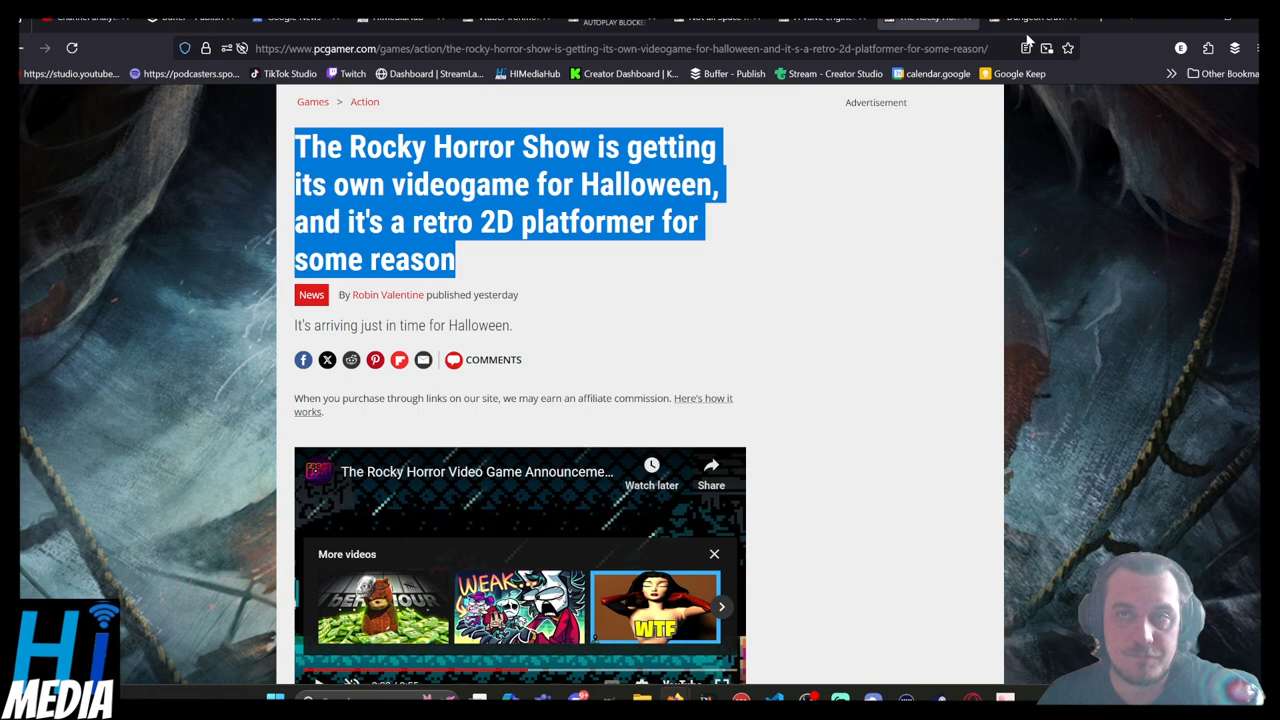 AUTOPLAY BLOCKED
https://www.pcgamer.com/games/action/the-rocky-horror-show-is-getting-its-own-videogame-for-halloween-and-it-s-a-retro-2d-platformer-for-some-reason/
E
https://studio.youtube... https://podcasters.spo... TikTok Studio Twitch Dashboard | StreamLa... HIMediaHub Creator Dashboard | K... Buffer - Publish Stream - Creator Studio calendar.google Google Keep Other Bookma
Games > Action
Advertisement
The Rocky Horror Show is getting
its own videogame for Halloween,
and it's a retro 2D platformer for
some reason
News By Robin Valentine published yesterday
It's arriving just in time for Halloween.
COMMENTS
When you purchase through links on our site, we may earn an affiliate commission. Here's how it
works.
The Rocky Horror Video Game Announceme...
Watch later
Share
More videos
WEAK
WTF
Hi
MEDIA